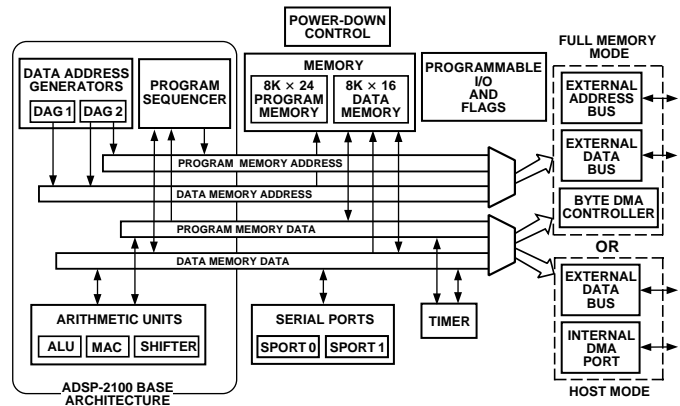 POWER-DOWN
CONTROL
FULL MEMORY
MODE
DATA ADDRESS
GENERATORS
DAG 1
DAG 2
PROGRAM
SEQUENCER
MEMORY
8K × 24
PROGRAM
MEMORY
8K × 16
DATA
MEMORY
PROGRAMMABLE
I/O
AND
FLAGS
EXTERNAL
ADDRESS
BUS
EXTERNAL
DATA
BUS
BYTE DMA
CONTROLLER
PROGRAM MEMORY ADDRESS
DATA MEMORY ADDRESS
PROGRAM MEMORY DATA
DATA MEMORY DATA
OR
ARITHMETIC UNITS
ALU
MAC
SHIFTER
SERIAL PORTS
SPORT 0
SPORT 1
TIMER
EXTERNAL
DATA
BUS
INTERNAL
DMA
PORT
ADSP-2100 BASE
ARCHITECTURE
HOST MODE